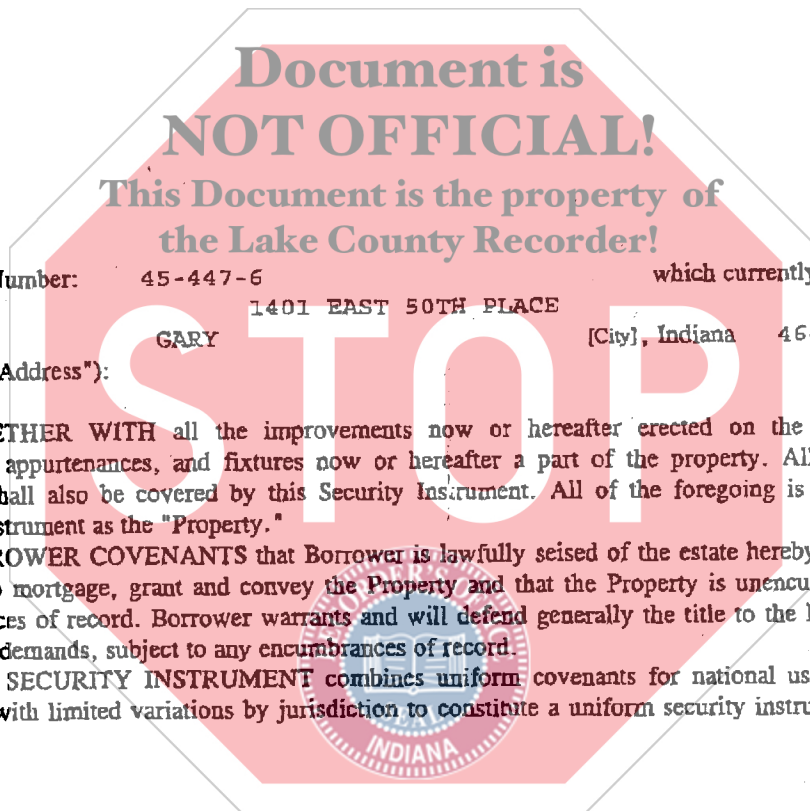 Document is
NOT OFFICIAL!
This Document is the property of
the Lake County Recorder!
Number: 45-447-6 which currently
1401 EAST 50TH PLACE
GARY [City], Indiana 46
Address"):
STOP
ETHER WITH all the improvements now or hereafter erected on the
appurtenances, and fixtures now or hereafter a part of the property. All
hall also be covered by this Security Instrument. All of the foregoing is
strument as the "Property."
ROWER COVENANTS that Borrower is lawfully seised of the estate hereby
mortgage, grant and convey the Property and that the Property is unencu
ces of record. Borrower warrants and will defend generally the title to the
demands, subject to any encumbrances of record.
SECURITY INSTRUMENT combines uniform covenants for national us
with limited variations by jurisdiction to constitute a uniform security instru
RECORDER'S OFFICE
SEAL
INDIANA